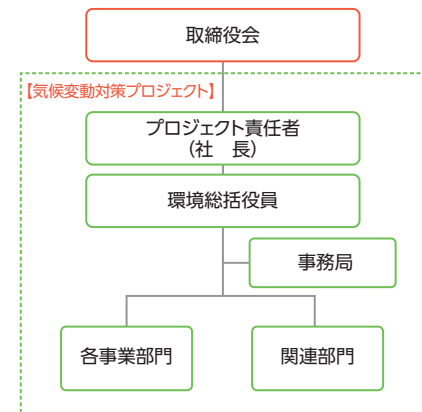 取締役会
【気候変動対策プロジェクト】
プロジェクト責任者
(社　長)
環境総括役員
事務局
各事業部門
関連部門